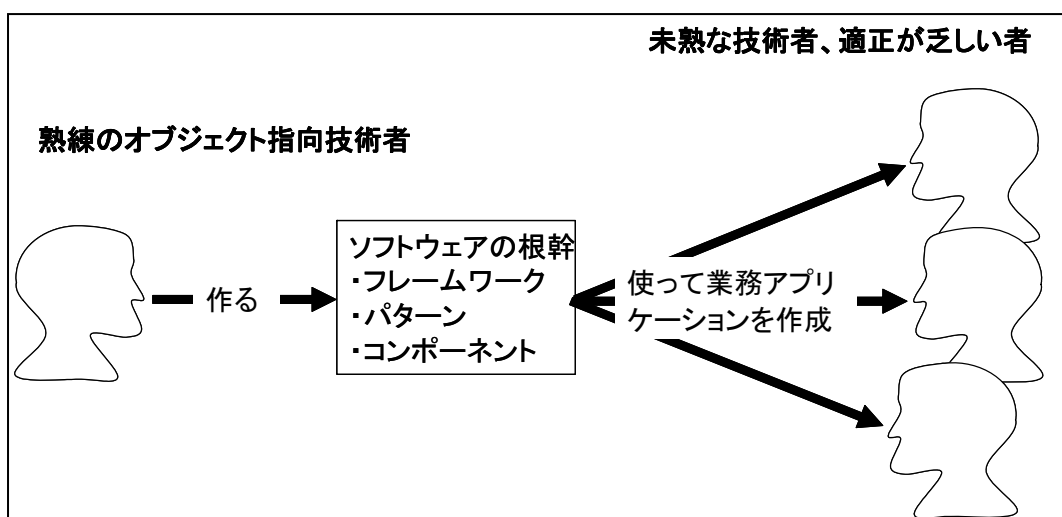 未熟な技術者、適正が乏しい者
熟練のオブジェクト指向技術者
作る
ソフトウェアの根幹
・フレームワーク
・パターン
・コンポーネント
使って業務アプリ
ケーションを作成